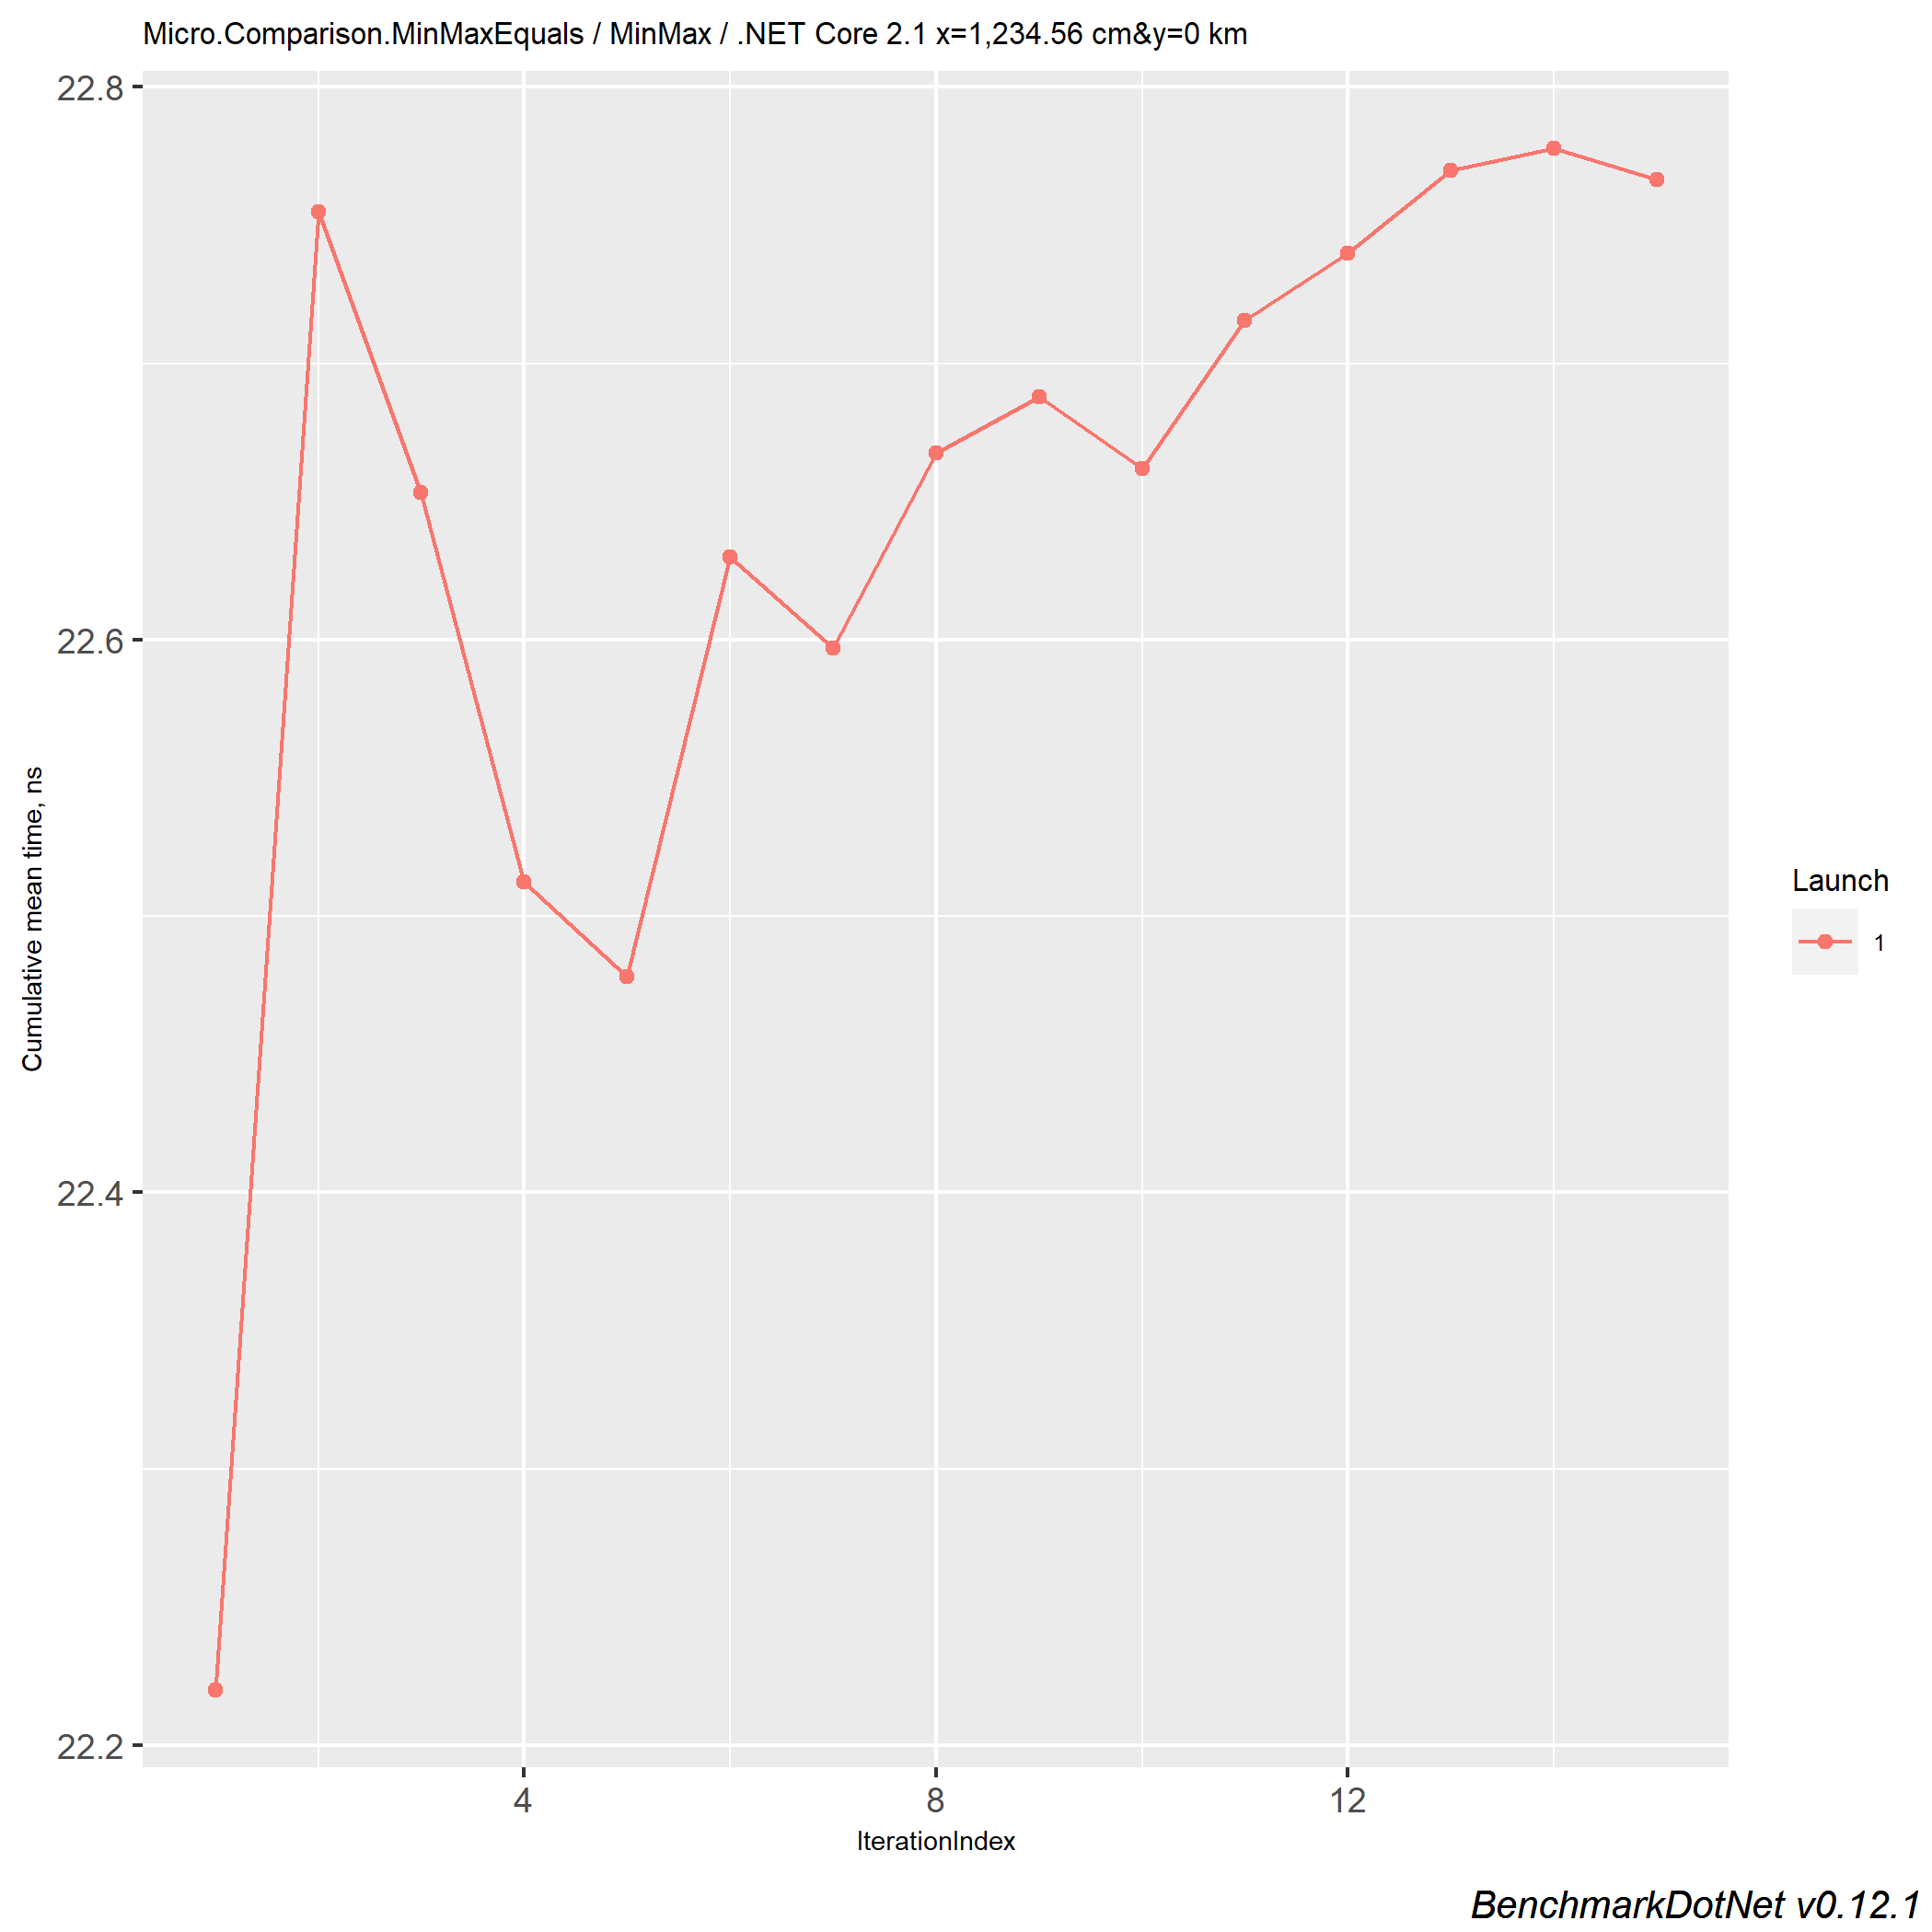 Micro.Comparison.MinMaxEquals / MinMax / .NET Core 2.1 x=1,234.56 cm&y=0 km
22.8
22.6
22.4
22.2
Cumulative mean time, ns
4 8 12
IterationIndex
Launch
1
BenchmarkDotNet v0.12.1